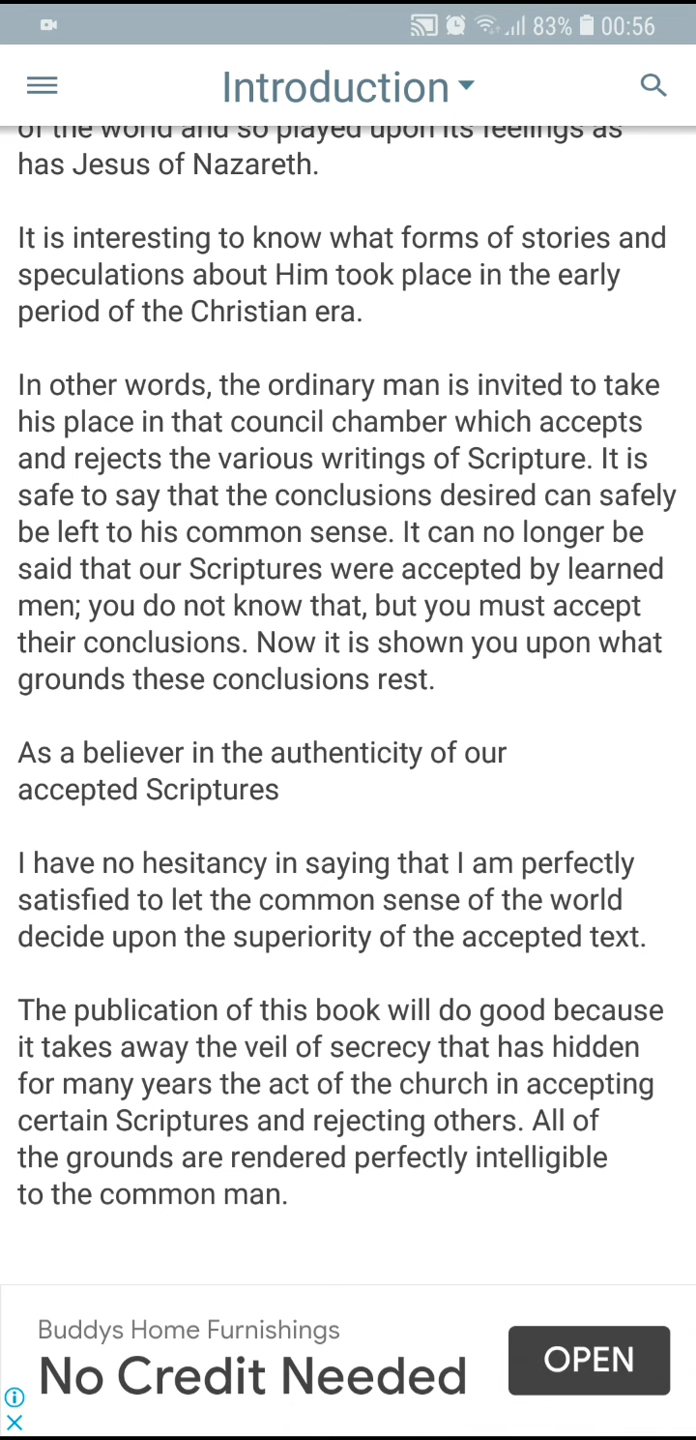 83% 00:56
Introduction
of the world and so played upon its feelings as
has Jesus of Nazareth.
It is interesting to know what forms of stories and
speculations about Him took place in the early
period of the Christian era.
In other words, the ordinary man is invited to take
his place in that council chamber which accepts
and rejects the various writings of Scripture. It is
safe to say that the conclusions desired can safely
be left to his common sense. It can no longer be
said that our Scriptures were accepted by learned
men; you do not know that, but you must accept
their conclusions. Now it is shown you upon what
grounds these conclusions rest.
As a believer in the authenticity of our
accepted Scriptures
I have no hesitancy in saying that I am perfectly
satisfied to let the common sense of the world
decide upon the superiority of the accepted text.
The publication of this book will do good because
it takes away the veil of secrecy that has hidden
for many years the act of the church in accepting
certain Scriptures and rejecting others. All of
the grounds are rendered perfectly intelligible
to the common man.
Buddys Home Furnishings
No Credit Needed
OPEN